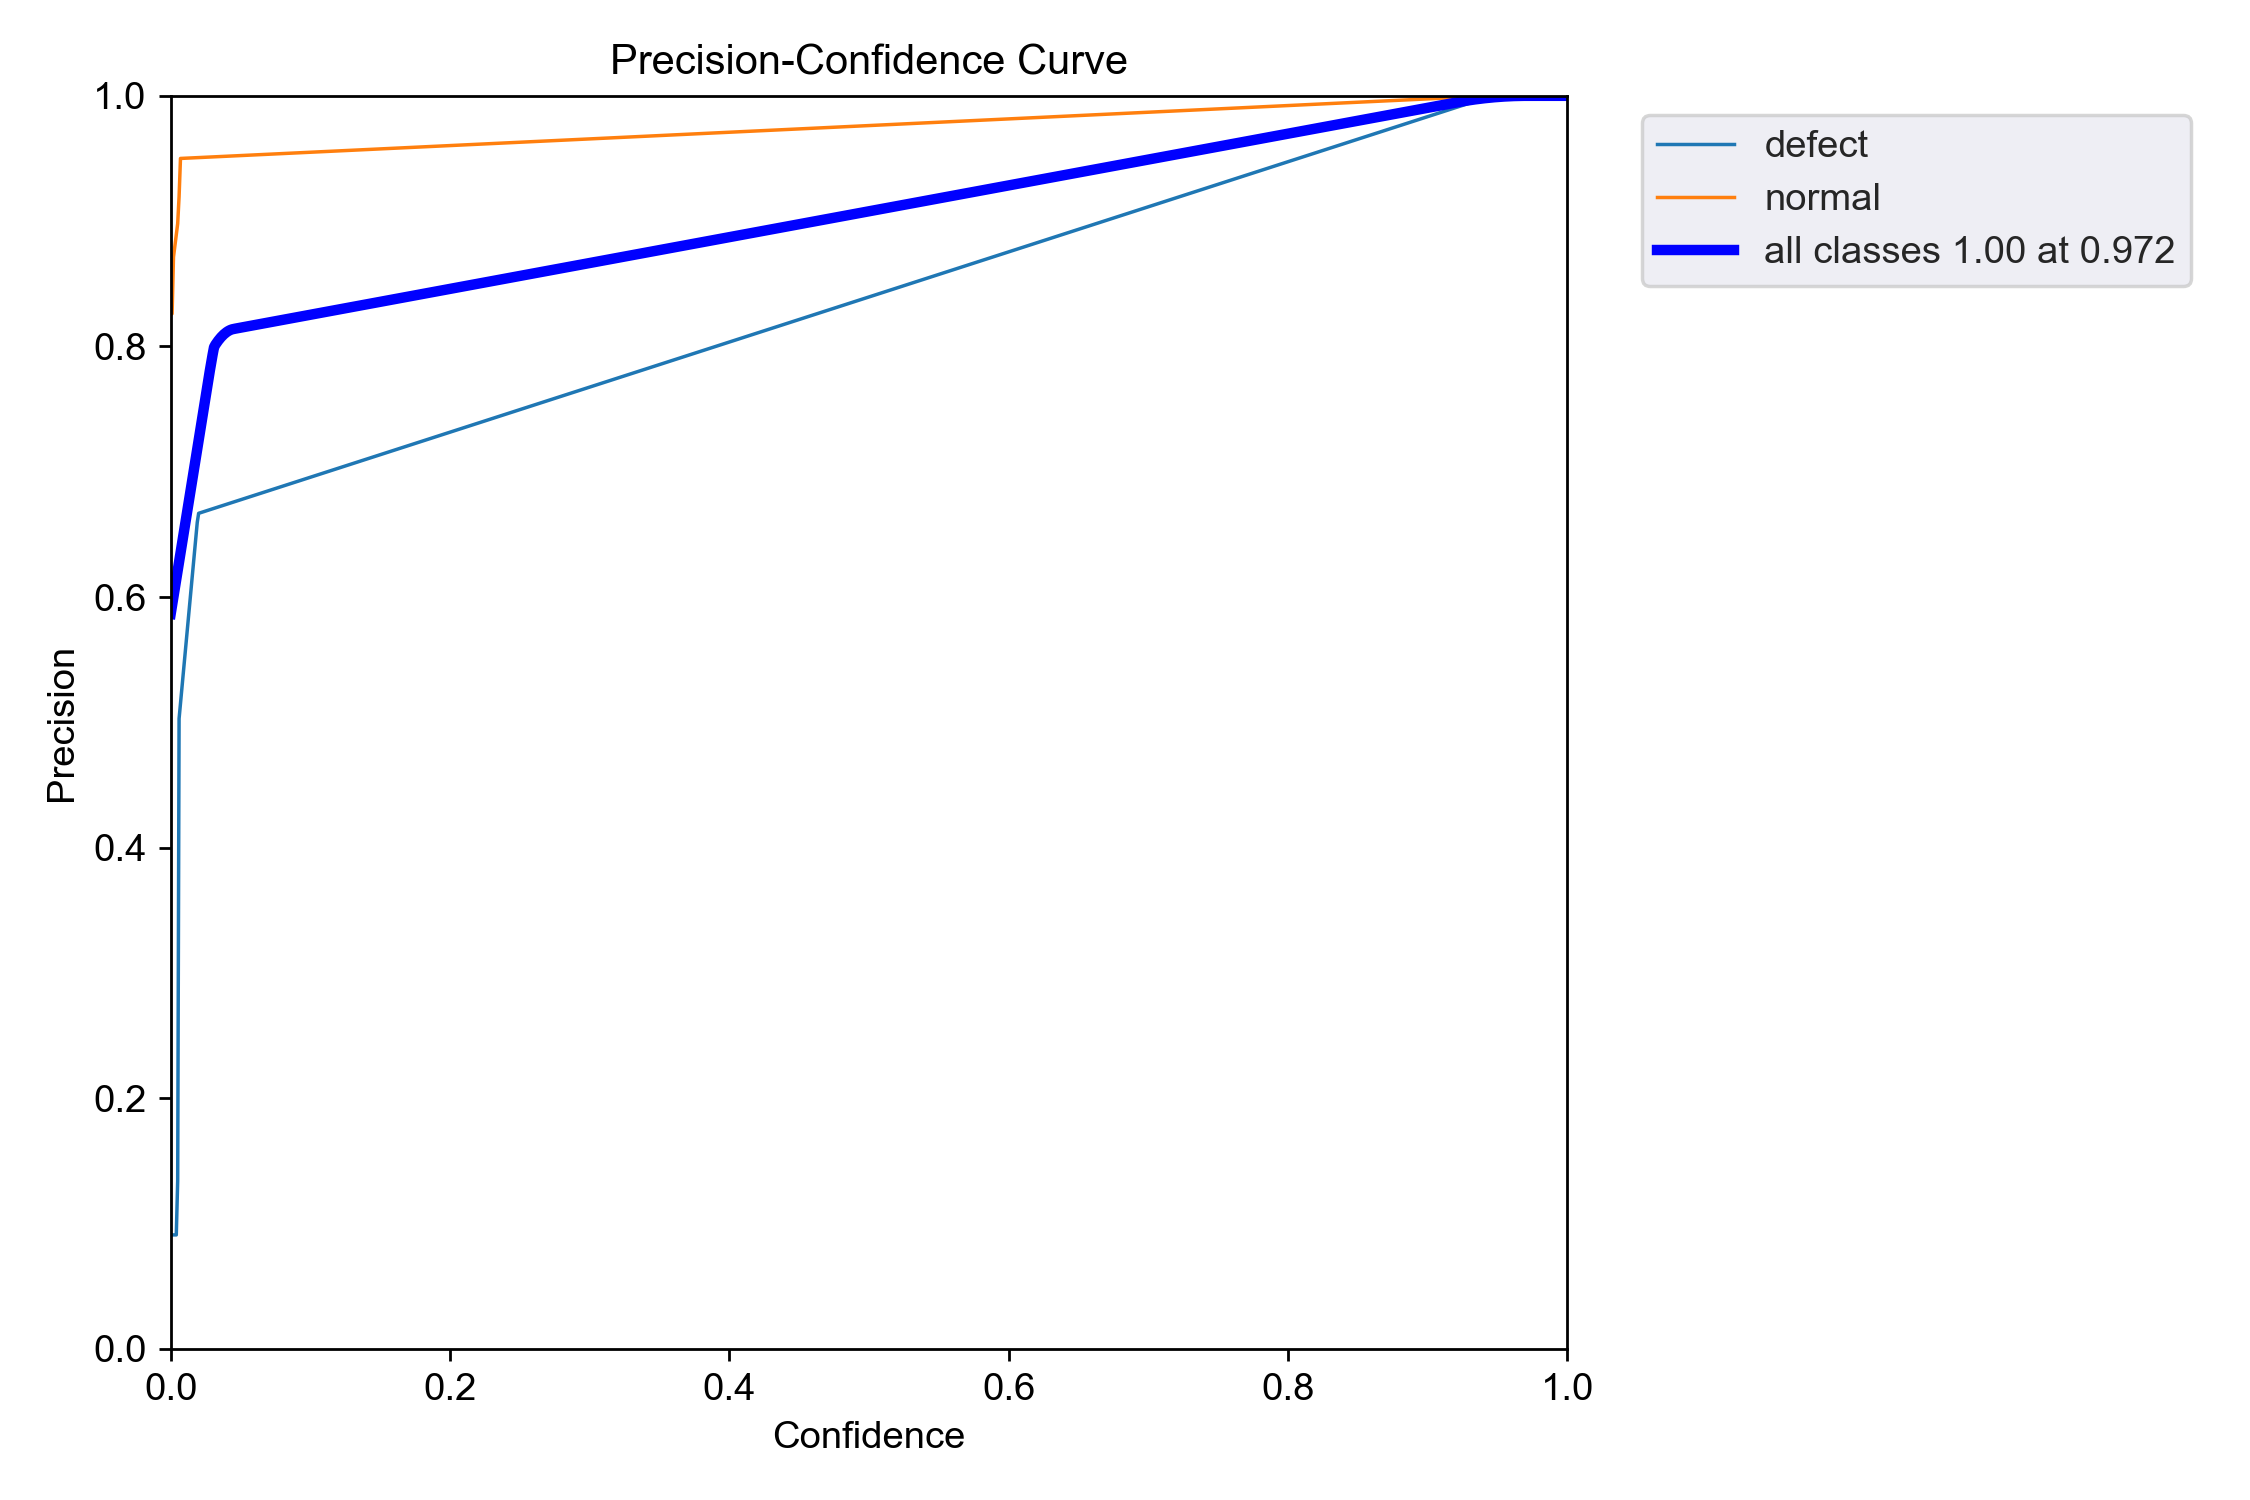 Precision-Confidence Curve
1.0
0.8
0.6
0.4
0.2
0.0
Precision
0.0 0.2 0.4 0.6 0.8 1.0
Confidence
defect
normal
all classes 1.00 at 0.972